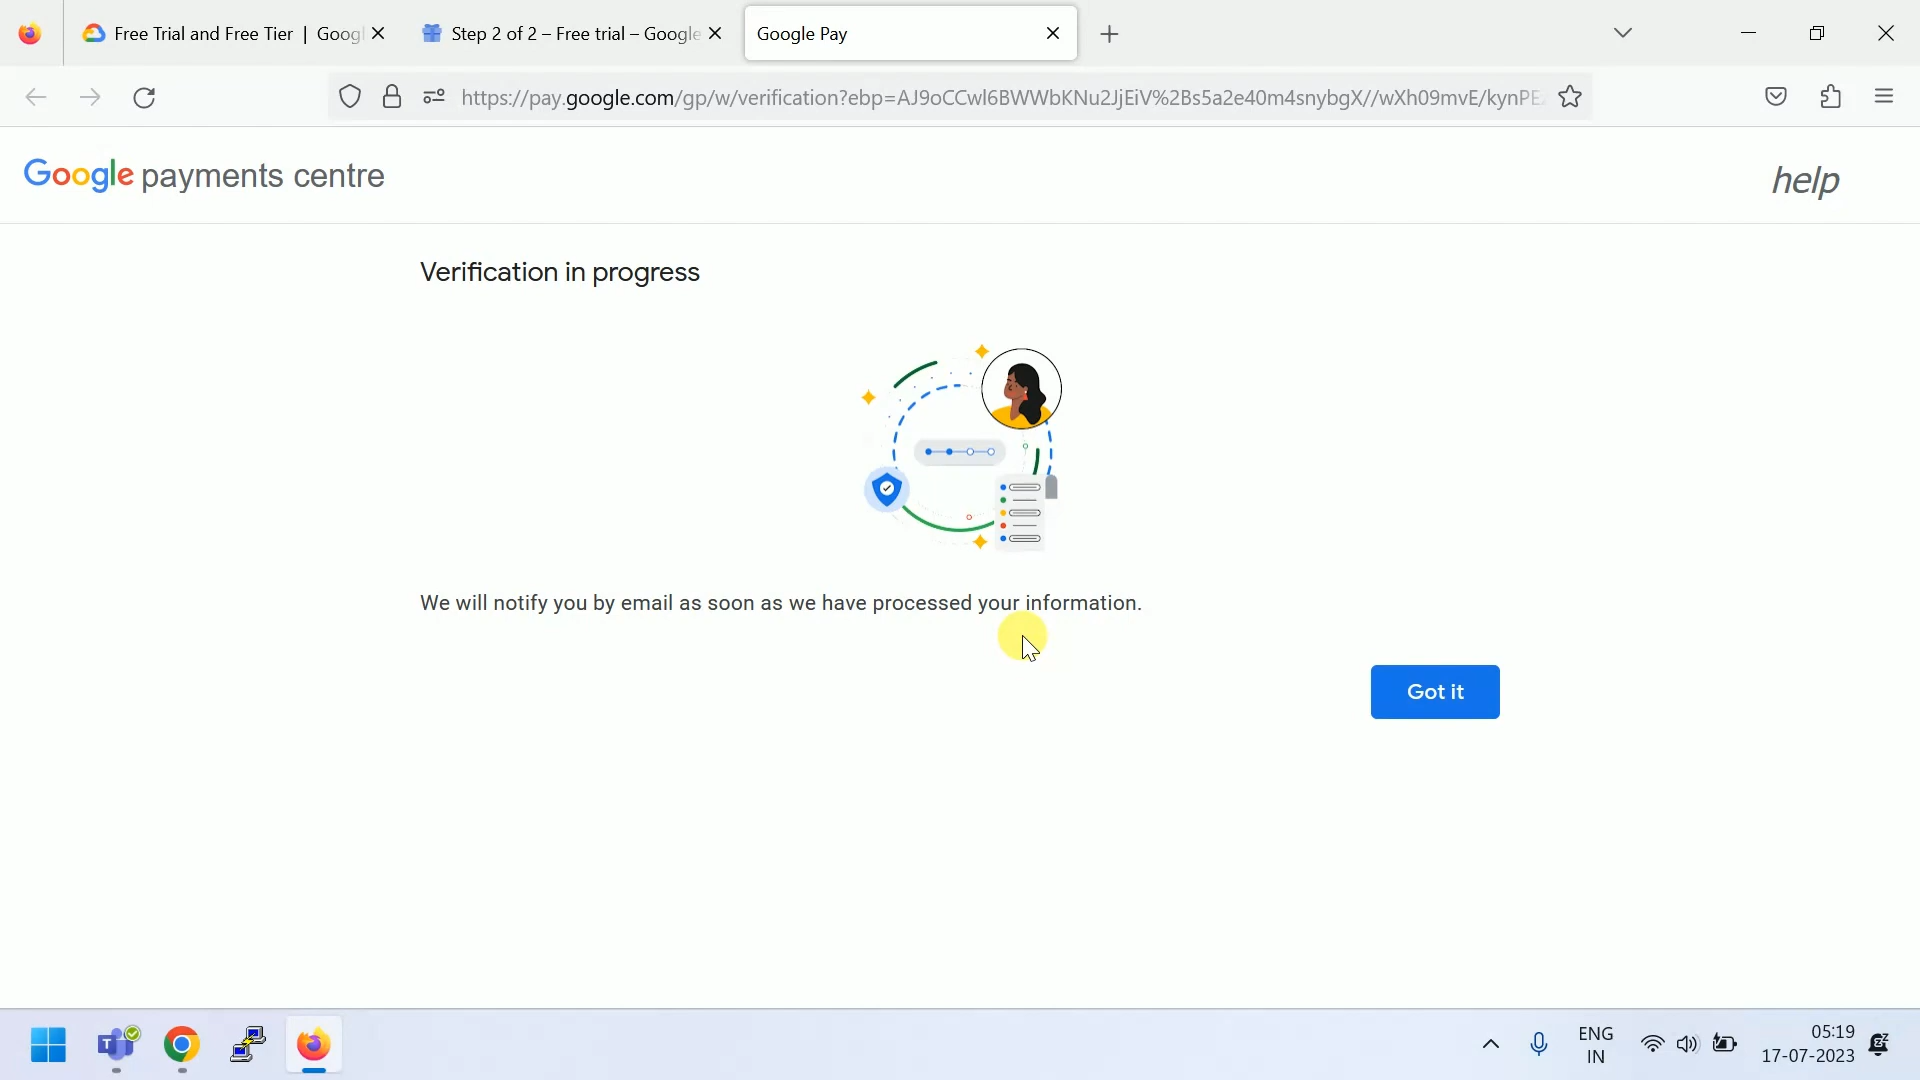 Free Trial and Free Tier | Googl
Step 2 of 2 – Free trial – Google
Google Pay
https://pay.google.com/gp/w/verification?ebp=AJ9oCCwl6BWWbKNu2JjEiV%2Bs5a2e40m4snybgX//wXh09mvE/kynPE
Google payments centre
help
Verification in progress
We will notify you by email as soon as we have processed your information.
Got it
ENG
IN
05:19
17-07-2023